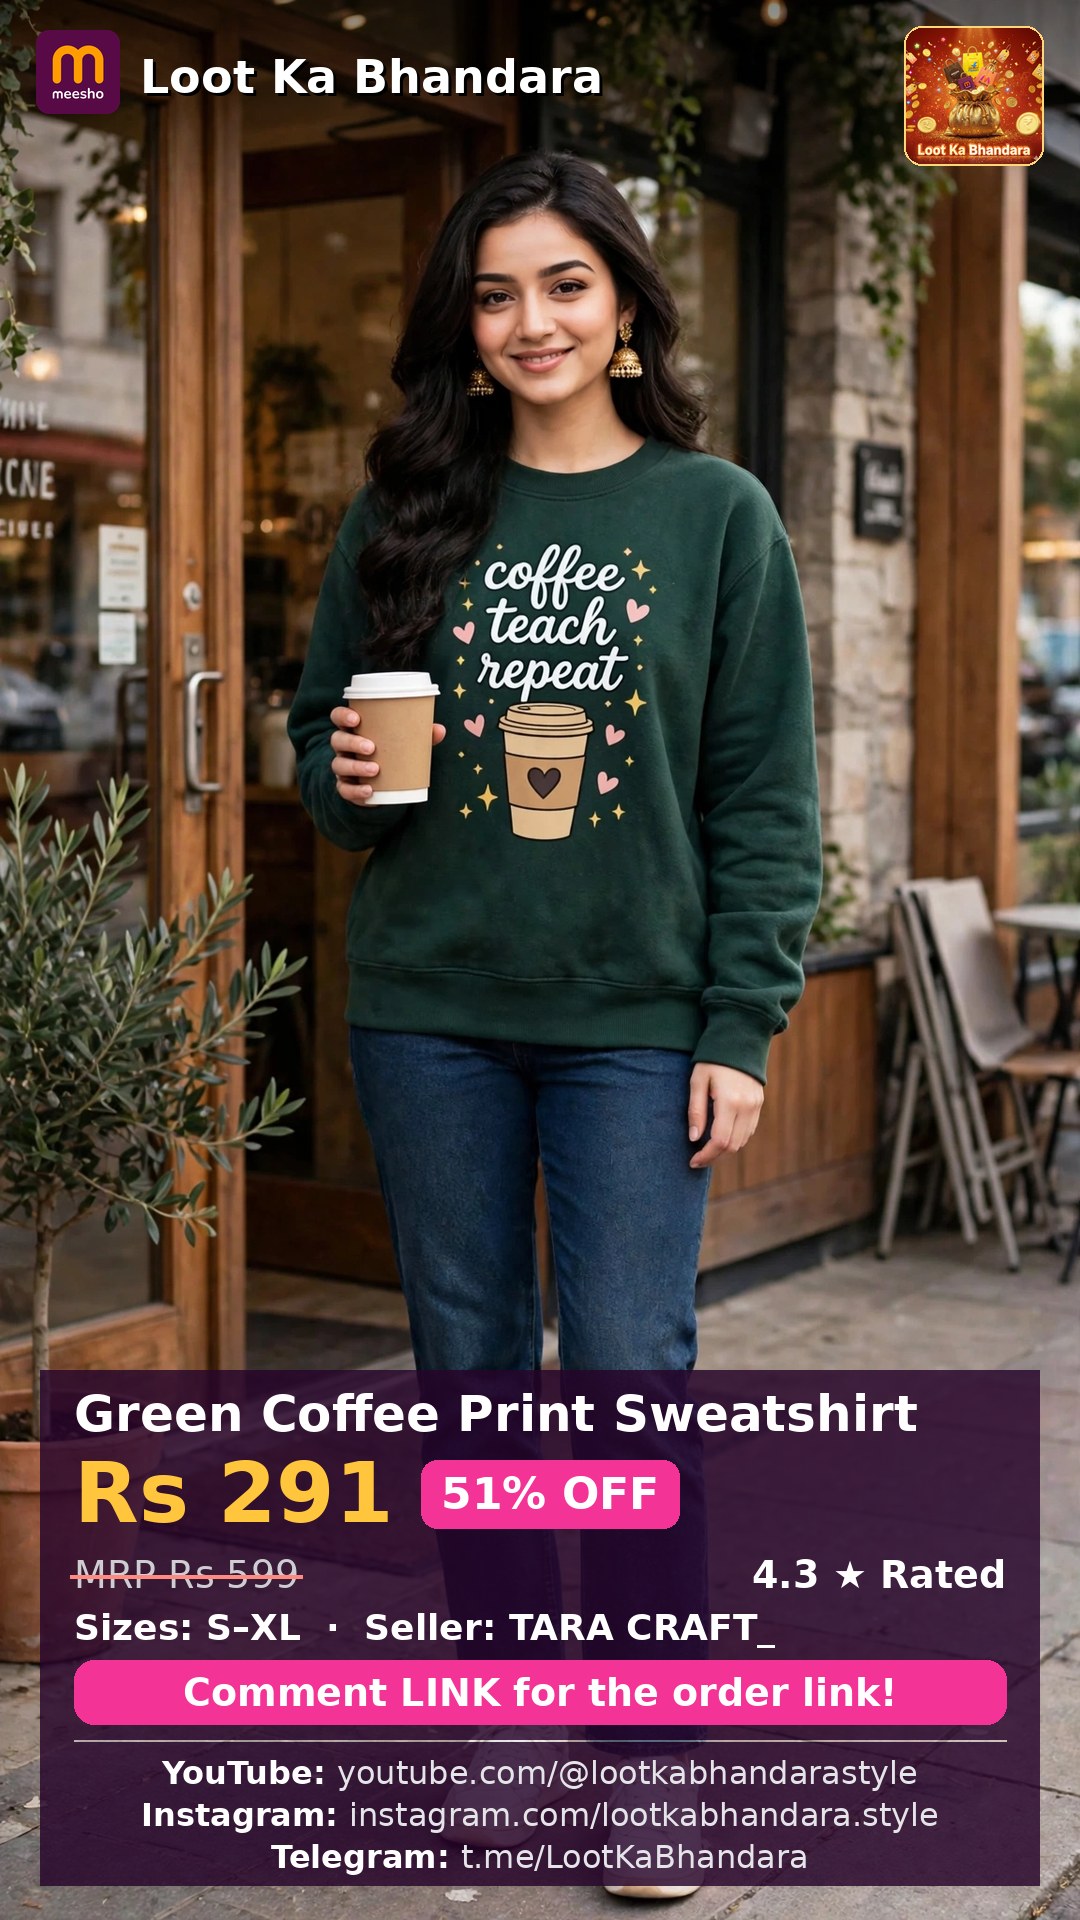 meesho
Loot Ka Bhandara
Loot Ka Bhandara
coffee
teach
repeat
Green Coffee Print Sweatshirt
Rs 291
51% OFF
MRP Rs 599
4.3 ★ Rated
Sizes: S–XL · Seller: TARA CRAFT_
Comment LINK for the order link!
YouTube: youtube.com/@lootkabhandarastyle
Instagram: instagram.com/lootkabhandara.style
Telegram: t.me/LootKaBhandara